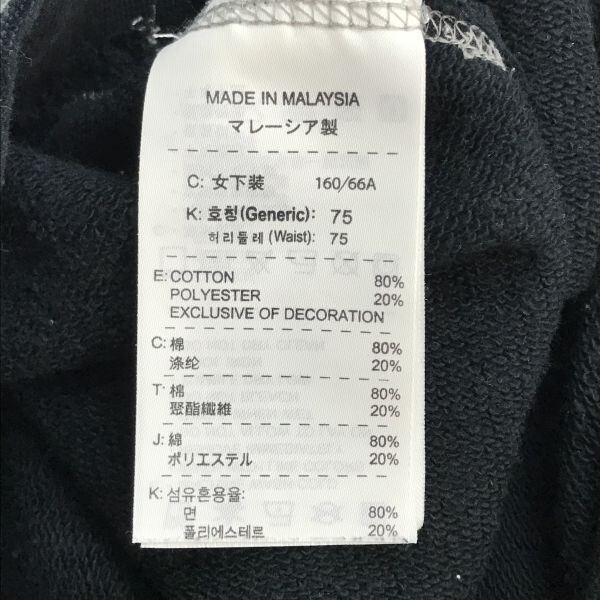 MADE IN MALAYSIA
マレーシア製
C: 女下装 160/66A
K: 호칭(Generic): 75
허리둘레 (Waist): 75
E: COTTON 80%
POLYESTER 20%
EXCLUSIVE OF DECORATION
C: 棉 80%
涤纶 20%
T: 棉 80%
聚酯纖維 20%
J: 綿 80%
ポリエステル 20%
K: 섬유혼용율:
면 80%
폴리에스테르 20%